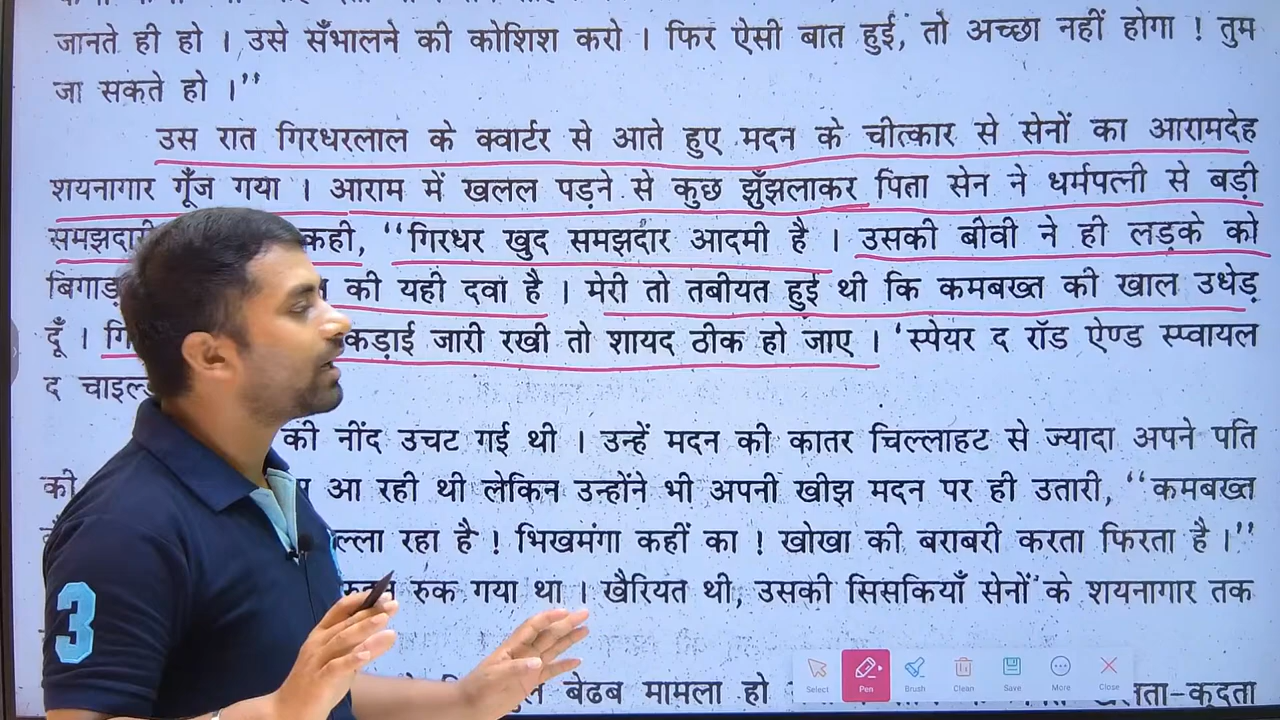 जानते ही हो । उसे सँभालने की कोशिश करो । फिर ऐसी बात हुई, तो अच्छा नहीं होगा ! तुम
जा सकते हो ।”
उस रात गिरधरलाल के क्वार्टर से आते हुए मदन के चीत्कार से सेनों का आरामदेह
शयनागार गूँज गया । आराम में खलल पड़ने से कुछ झुँझलाकर पिता सेन ने धर्मपत्नी से बड़ी
कही, “गिरधर खुद समझदार आदमी है । उसकी बीवी ने ही लड़के को
की यही दवा है । मेरी तो तबीयत हुई थी कि कमबख्त की खाल उधेड़
दूँ । कड़ाई जारी रखी तो शायद ठीक हो जाए । ‘स्पेयर द रॉड ऐण्ड स्प्वायल
द
की नींद उचट गई थी । उन्हें मदन की कातर चिल्लाहट से ज्यादा अपने पति
आ रही थी लेकिन उन्होंने भी अपनी खीझ मदन पर ही उतारी, “कमबख्त
रहा है ! भिखमंगा कहीं का ! खोखा की बराबरी करता फिरता है ।”
रुक गया था । खैरियत थी, उसकी सिसकियाँ सेनों के शयनागार तक
बेढब मामला हो
3
Select Pen Brush Clean Save More Close